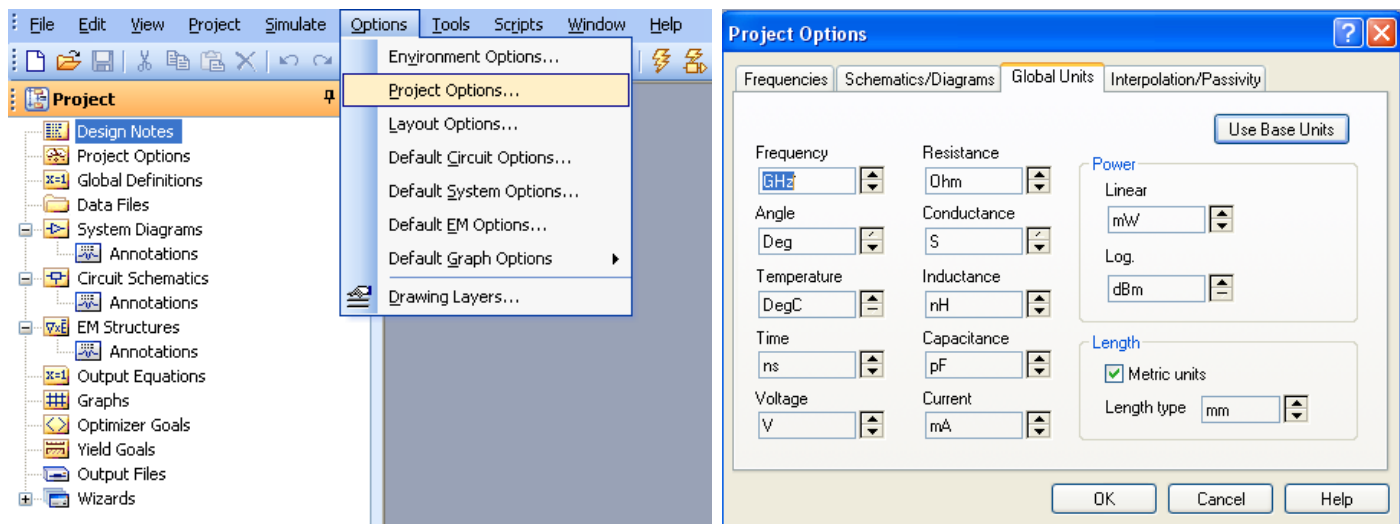 File Edit View Project Simulate Options Tools Scripts Window Help
Environment Options...
Project Options...
Layout Options...
Default Circuit Options...
Default System Options...
Default EM Options...
Default Graph Options
Drawing Layers...
Project
Design Notes
Project Options
X=1 Global Definitions
Data Files
System Diagrams
Annotations
Circuit Schematics
Annotations
EM Structures
Annotations
X=1 Output Equations
Graphs
Optimizer Goals
Yield Goals
Output Files
Wizards
Project Options
Frequencies Schematics/Diagrams Global Units Interpolation/Passivity
Use Base Units
Frequency
GHz
Angle
Deg
Temperature
DegC
Time
ns
Voltage
V
Resistance
Ohm
Conductance
S
Inductance
nH
Capacitance
pF
Current
mA
Power
Linear
mW
Log.
dBm
Length
Metric units
Length type mm
OK Cancel Help